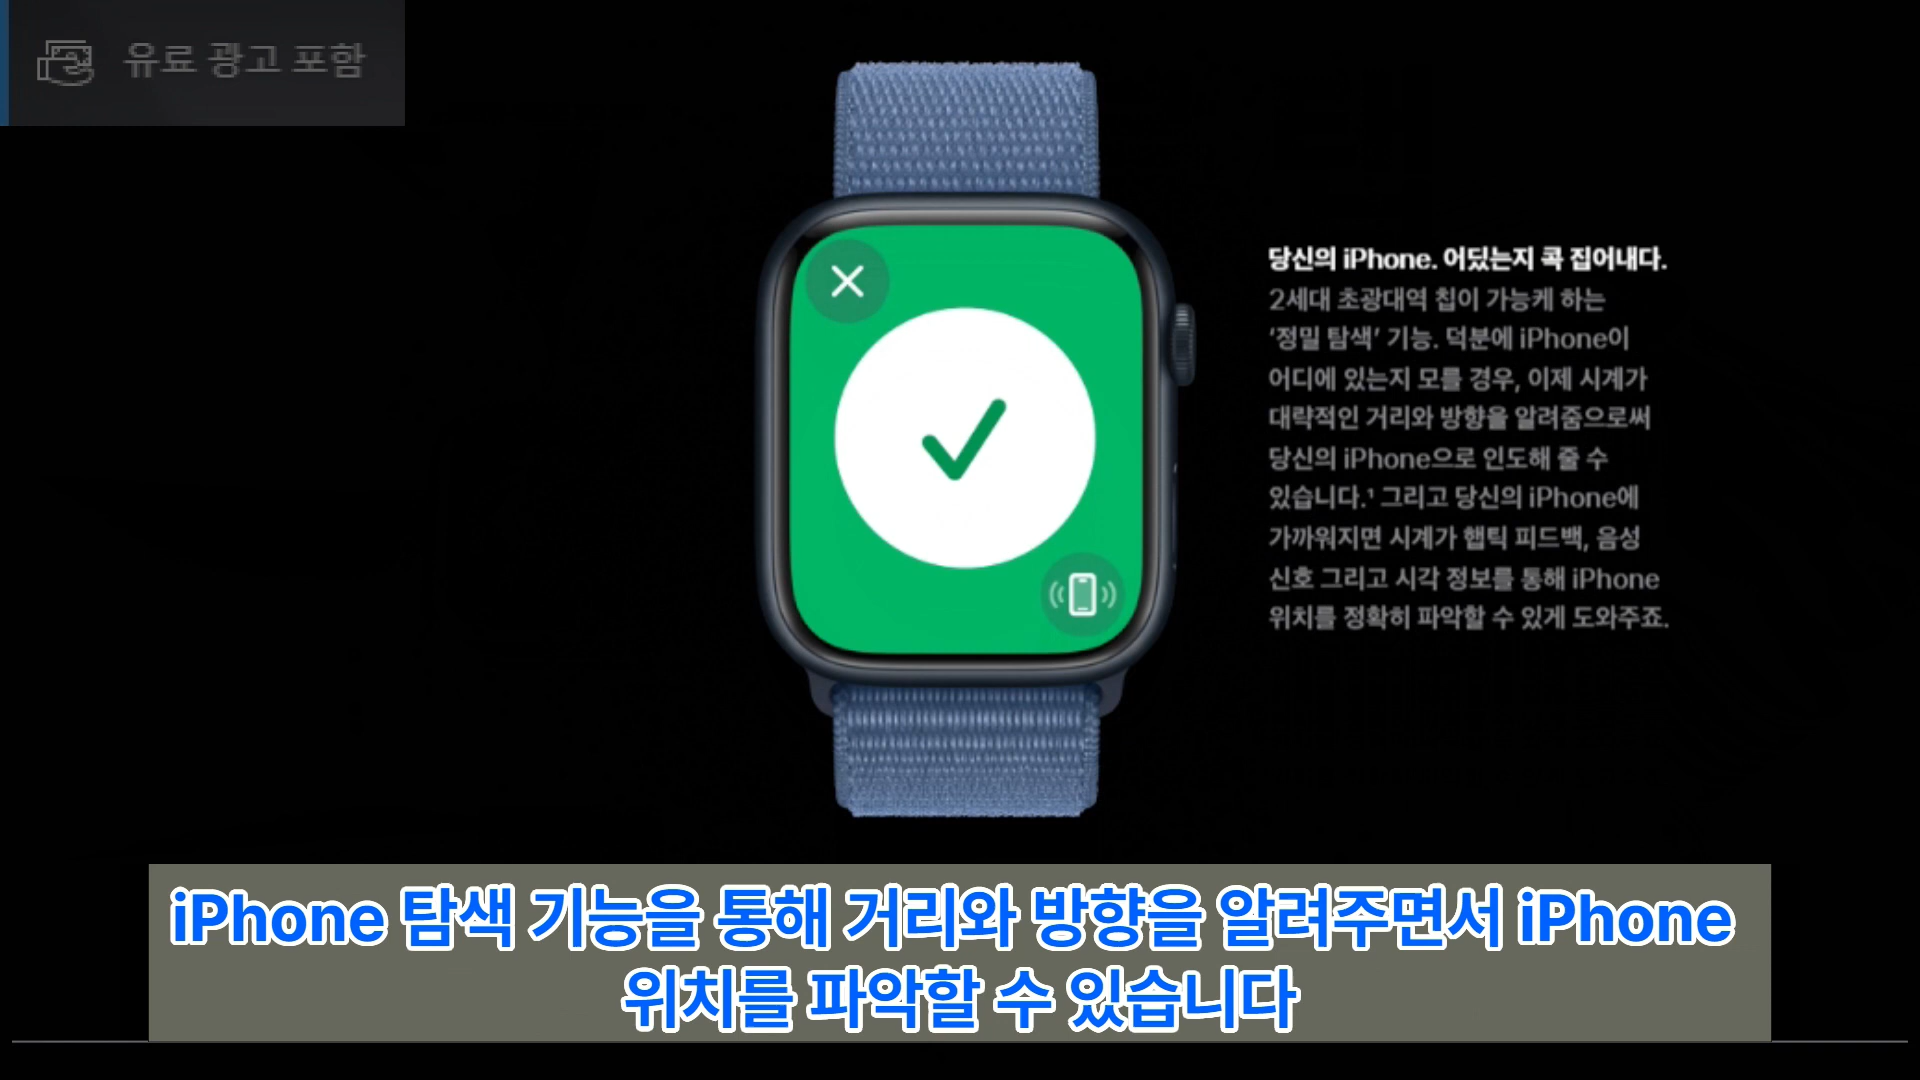 유료 광고 포함
당신의 iPhone. 어딨는지 콕 집어내다.
2세대 초광대역 칩이 가능케 하는
‘정밀 탐색’ 기능. 덕분에 iPhone이
어디에 있는지 모를 경우, 이제 시계가
대략적인 거리와 방향을 알려줌으로써
당신의 iPhone으로 인도해 줄 수
있습니다.¹ 그리고 당신의 iPhone에
가까워지면 시계가 햅틱 피드백, 음성
신호 그리고 시각 정보를 통해 iPhone
위치를 정확히 파악할 수 있게 도와주죠.
iPhone 탐색 기능을 통해 거리와 방향을 알려주면서 iPhone
위치를 파악할 수 있습니다